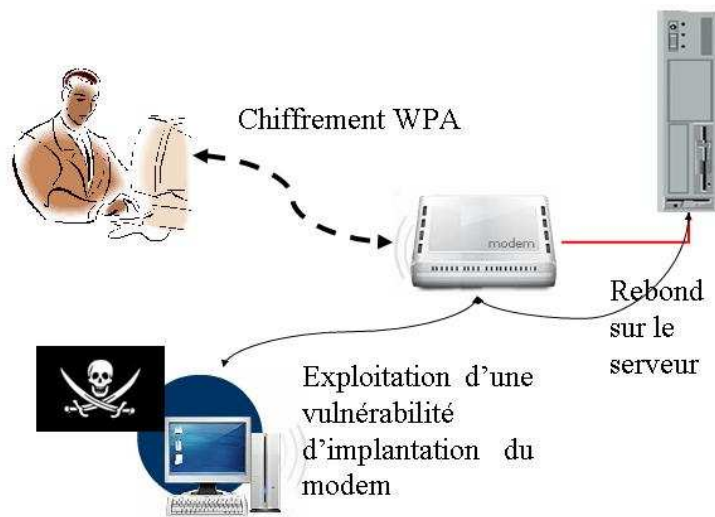 Chiffrement WPA
modem
Rebond
sur le
serveur
Exploitation d'une
vulnérabilité
d'implantation du
modem